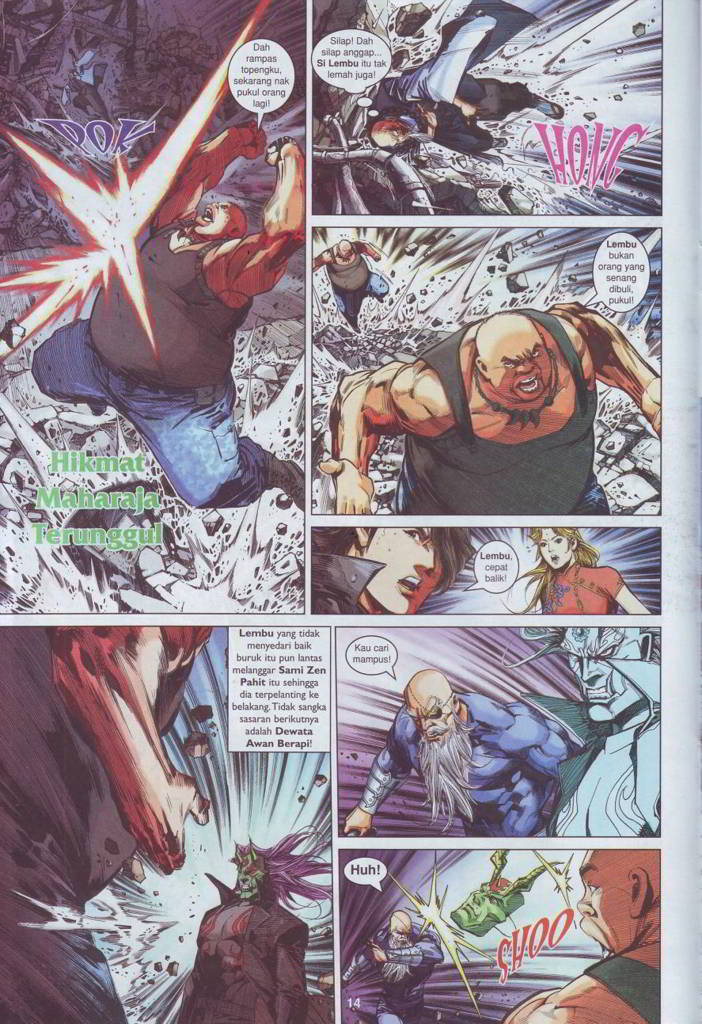 Dah
rampas
topengku,
sekarang nak
pukul orang
lagi!
POK
Hikmat
Maharaja
Terunggul
Silap! Dah
silap anggap...
Si Lembu itu tak
lemah juga!
HONG
Lembu
bukan
orang yang
senang
dibuli,
pukul!
Lembu,
cepat
balik!
Lembu yang tidak
menyedari baik
buruk itu pun lantas
melanggar Sami Zen
Pahit itu sehingga
dia terpelanting ke
belakang. Tidak sangka
sasaran berikutnya
adalah Dewata
Awan Berapi!
Kau cari
mampus!
Huh!
SHOO
14